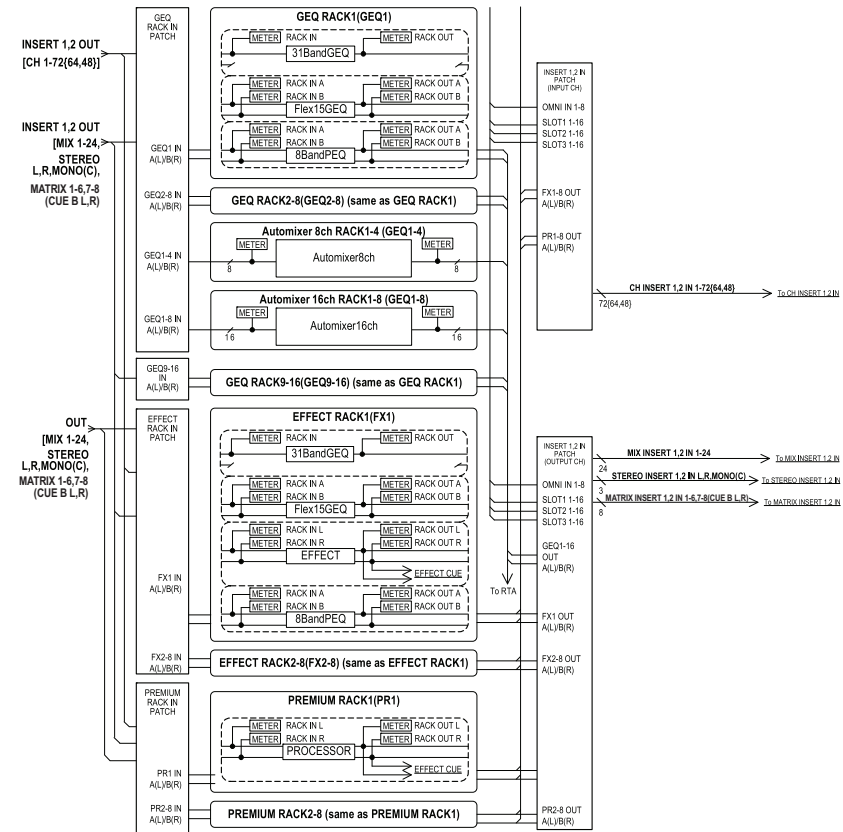 INSERT 1,2 OUT
[CH 1-72{64,48}]
INSERT 1,2 OUT
[MIX 1-24,
STEREO
L,R,MONO(C),
MATRIX 1-6,7-8
(CUE B L,R)
OUT
[MIX 1-24,
STEREO
L,R,MONO(C),
MATRIX 1-6,7-8
(CUE B L,R)
GEQ
RACK IN
PATCH
GEQ1 IN
A(L)/B(R)
GEQ2-8 IN
A(L)/B(R)
GEQ1-4 IN
A(L)/B(R)
GEQ1-8 IN
A(L)/B(R)
GEQ9-16
IN
A(L)/B(R)
EFFECT
RACK IN
PATCH
FX1 IN
A(L)/B(R)
FX2-8 IN
A(L)/B(R)
PREMIUM
RACK IN
PATCH
PR1 IN
A(L)/B(R)
PR2-8 IN
A(L)/B(R)
GEQ RACK1(GEQ1)
METER RACK IN METER RACK OUT
31BandGEQ
METER RACK IN A METER RACK OUT A
METER RACK IN B METER RACK OUT B
Flex15GEQ
METER RACK IN A METER RACK OUT A
METER RACK IN B METER RACK OUT B
8BandPEQ
GEQ RACK2-8(GEQ2-8) (same as GEQ RACK1)
Automixer 8ch RACK1-4 (GEQ1-4)
METER METER
Automixer8ch
8 8
Automixer 16ch RACK1-8 (GEQ1-8)
METER METER
Automixer16ch
16 16
GEQ RACK9-16(GEQ9-16) (same as GEQ RACK1)
EFFECT RACK1(FX1)
METER RACK IN METER RACK OUT
31BandGEQ
METER RACK IN A METER RACK OUT A
METER RACK IN B METER RACK OUT B
Flex15GEQ
METER RACK IN L METER RACK OUT L
METER RACK IN R METER RACK OUT R
EFFECT
EFFECT CUE
METER RACK IN A METER RACK OUT A
METER RACK IN B METER RACK OUT B
8BandPEQ
EFFECT RACK2-8(FX2-8) (same as EFFECT RACK1)
PREMIUM RACK1(PR1)
METER RACK IN L METER RACK OUT L
METER RACK IN R METER RACK OUT R
PROCESSOR
EFFECT CUE
PREMIUM RACK2-8 (same as PREMIUM RACK1)
To RTA
INSERT 1,2 IN
PATCH
(INPUT CH)
OMNI IN 1-8
SLOT1 1-16
SLOT2 1-16
SLOT3 1-16
FX1-8 OUT
A(L)/B(R)
PR1-8 OUT
A(L)/B(R)
CH INSERT 1,2 IN 1-72{64,48}
72{64,48}
To CH INSERT 1,2 IN
INSERT 1,2 IN
PATCH
(OUTPUT CH)
OMNI IN 1-8
SLOT1 1-16
SLOT2 1-16
SLOT3 1-16
GEQ1-16
OUT
A(L)/B(R)
FX1 OUT
A(L)/B(R)
FX2-8 OUT
A(L)/B(R)
PR2-8 OUT
A(L)/B(R)
MIX INSERT 1,2 IN 1-24
24
To MIX INSERT 1,2 IN
STEREO INSERT 1,2 IN L,R,MONO(C)
3
To STEREO INSERT 1,2 IN
MATRIX INSERT 1,2 IN 1-6,7-8(CUE B L,R)
8
To MATRIX INSERT 1,2 IN